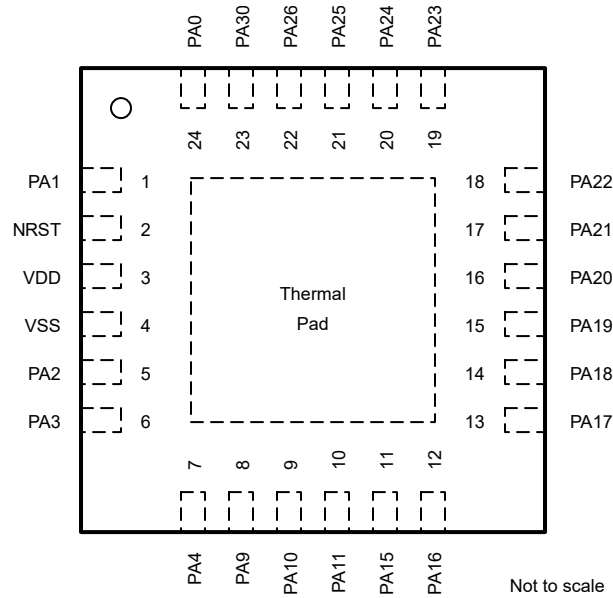 PA0 PA30 PA26 PA25 PA24 PA23
24 23 22 21 20 19
PA1 1 18 PA22
NRST 2 17 PA21
VDD 3 16 PA20
Thermal
VSS 4 15 PA19
Pad
PA2 5 14 PA18
PA3 6 13 PA17
7 8 9 10 11 12
PA4 PA9 PA10 PA11 PA15 PA16
Not to scale